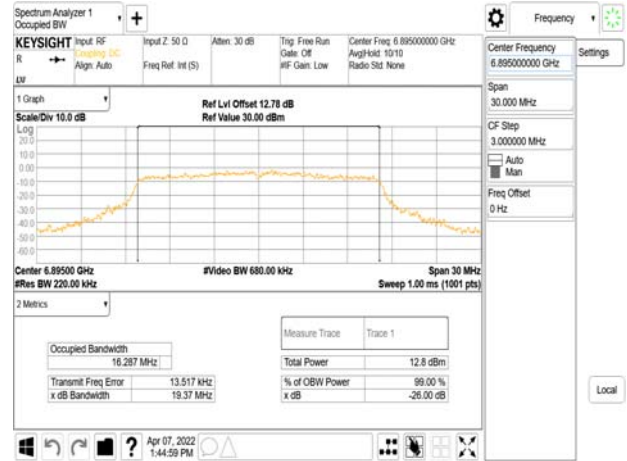 Spectrum Analyzer 1
Occupied BW
KEYSIGHT
R
Input: RF
Coupling: DC
Align: Auto
Input Z: 50 Ω
Freq Ref: Int (S)
Atten: 30 dB
Trig: Free Run
Gate: Off
#IF Gain: Low
Center Freq: 6.895000000 GHz
Avg|Hold: 10/10
Radio Std: None
1 Graph
Scale/Div 10.0 dB
Ref Lvl Offset 12.78 dB
Ref Value 30.00 dBm
Log
20.0
10.0
0.00
-10.0
-20.0
-30.0
-40.0
-50.0
-60.0
Center 6.89500 GHz
#Res BW 220.00 kHz
#Video BW 680.00 kHz
Span 30 MHz
Sweep 1.00 ms (1001 pts)
2 Metrics
Occupied Bandwidth
16.287 MHz
Transmit Freq Error 13.517 kHz
x dB Bandwidth 19.37 MHz
Measure Trace Trace 1
Total Power 12.8 dBm
% of OBW Power 99.00 %
x dB -26.00 dB
Apr 07, 2022
1:44:59 PM
Frequency
Center Frequency
6.895000000 GHz
Span
30.000 MHz
CF Step
3.000000 MHz
Auto
Man
Freq Offset
0 Hz
Settings
Local